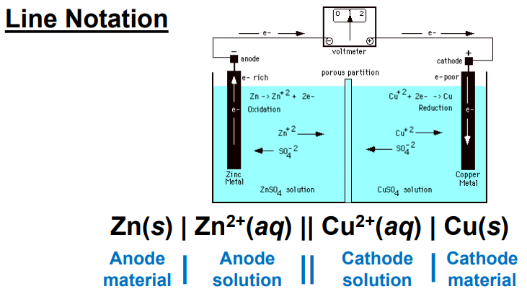 Line Notation
0 2
e- e-
voltmeter
- +
anode cathode
porous partition
e- rich e-poor
Zn -> Zn+2 + 2e- Cu+2 + 2e- -> Cu
Oxidation Reduction
e- e-
Zn+2 Cu+2
SO4-2 SO4-2
Zinc Metal
Copper Metal
ZnSO4 solution CuSO4 solution
Zn(s) | Zn2+(aq) || Cu2+(aq) | Cu(s)
Anode | Anode || Cathode | Cathode
material solution solution material